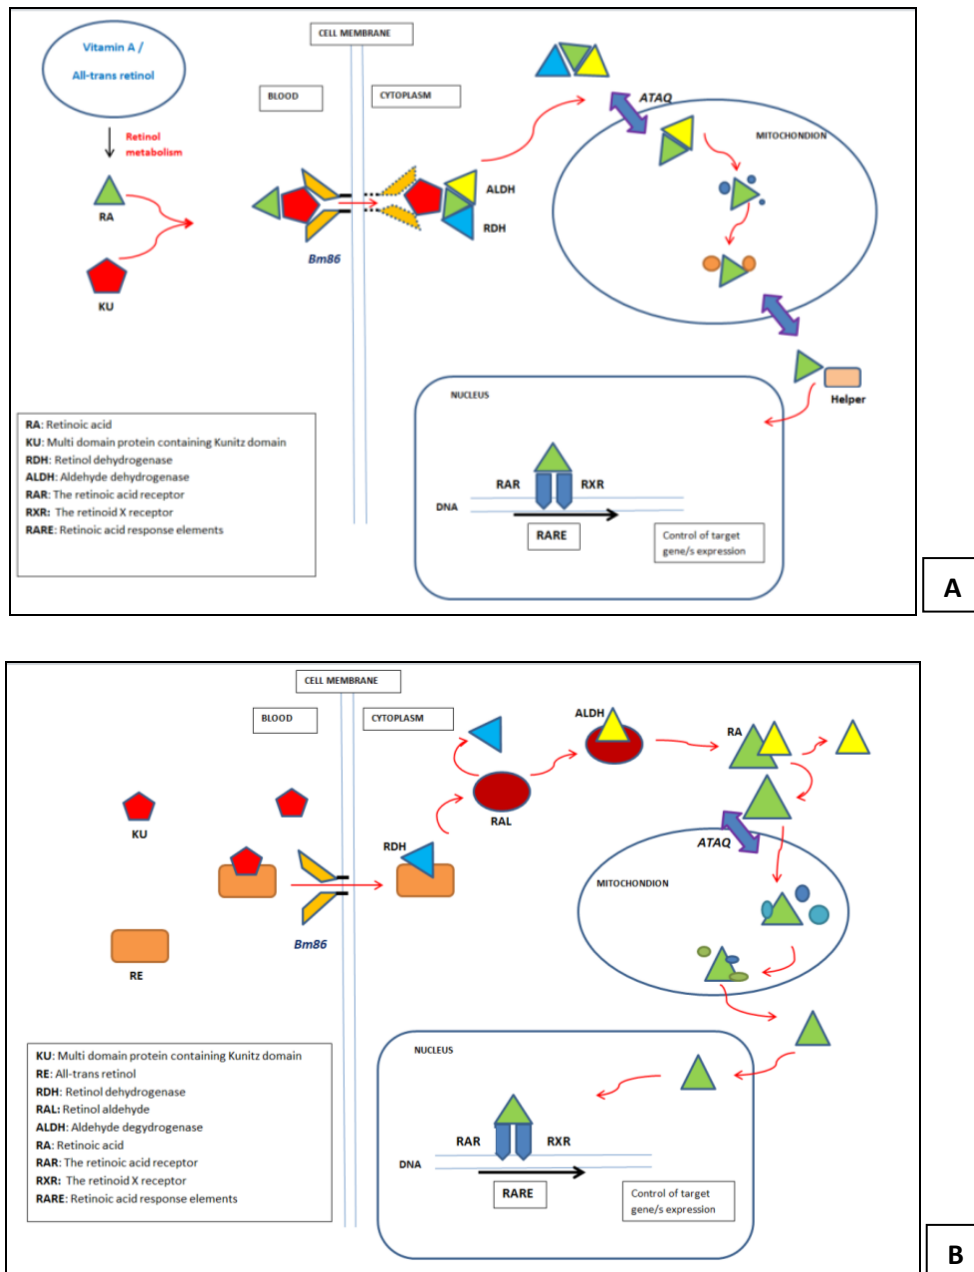 CELL MEMBRANE
Vitamin A /
All-trans retinol
BLOOD
CYTOPLASM
ATAQ
MITOCHONDION
Retinol
metabolism
RA
ALDH
RDH
Bm86
KU
Helper
NUCLEUS
RAR
RXR
DNA
RARE
Control of target
gene/s expression
RA: Retinoic acid
KU: Multi domain protein containing Kunitz domain
RDH: Retinol dehydrogenase
ALDH: Aldehyde dehydrogenase
RAR: The retinoic acid receptor
RXR: The retinoid X receptor
RARE: Retinoic acid response elements
A
CELL MEMBRANE
BLOOD
CYTOPLASM
ALDH
RA
RAL
KU
RDH
ATAQ
MITOCHONDION
Bm86
RE
NUCLEUS
RAR
RXR
DNA
RARE
Control of target
gene/s expression
KU: Multi domain protein containing Kunitz domain
RE: All-trans retinol
RDH: Retinol dehydrogenase
RAL: Retinol aldehyde
ALDH: Aldehyde degydrogenase
RA: Retinoic acid
RAR: The retinoic acid receptor
RXR: The retinoid X receptor
RARE: Retinoic acid response elements
B